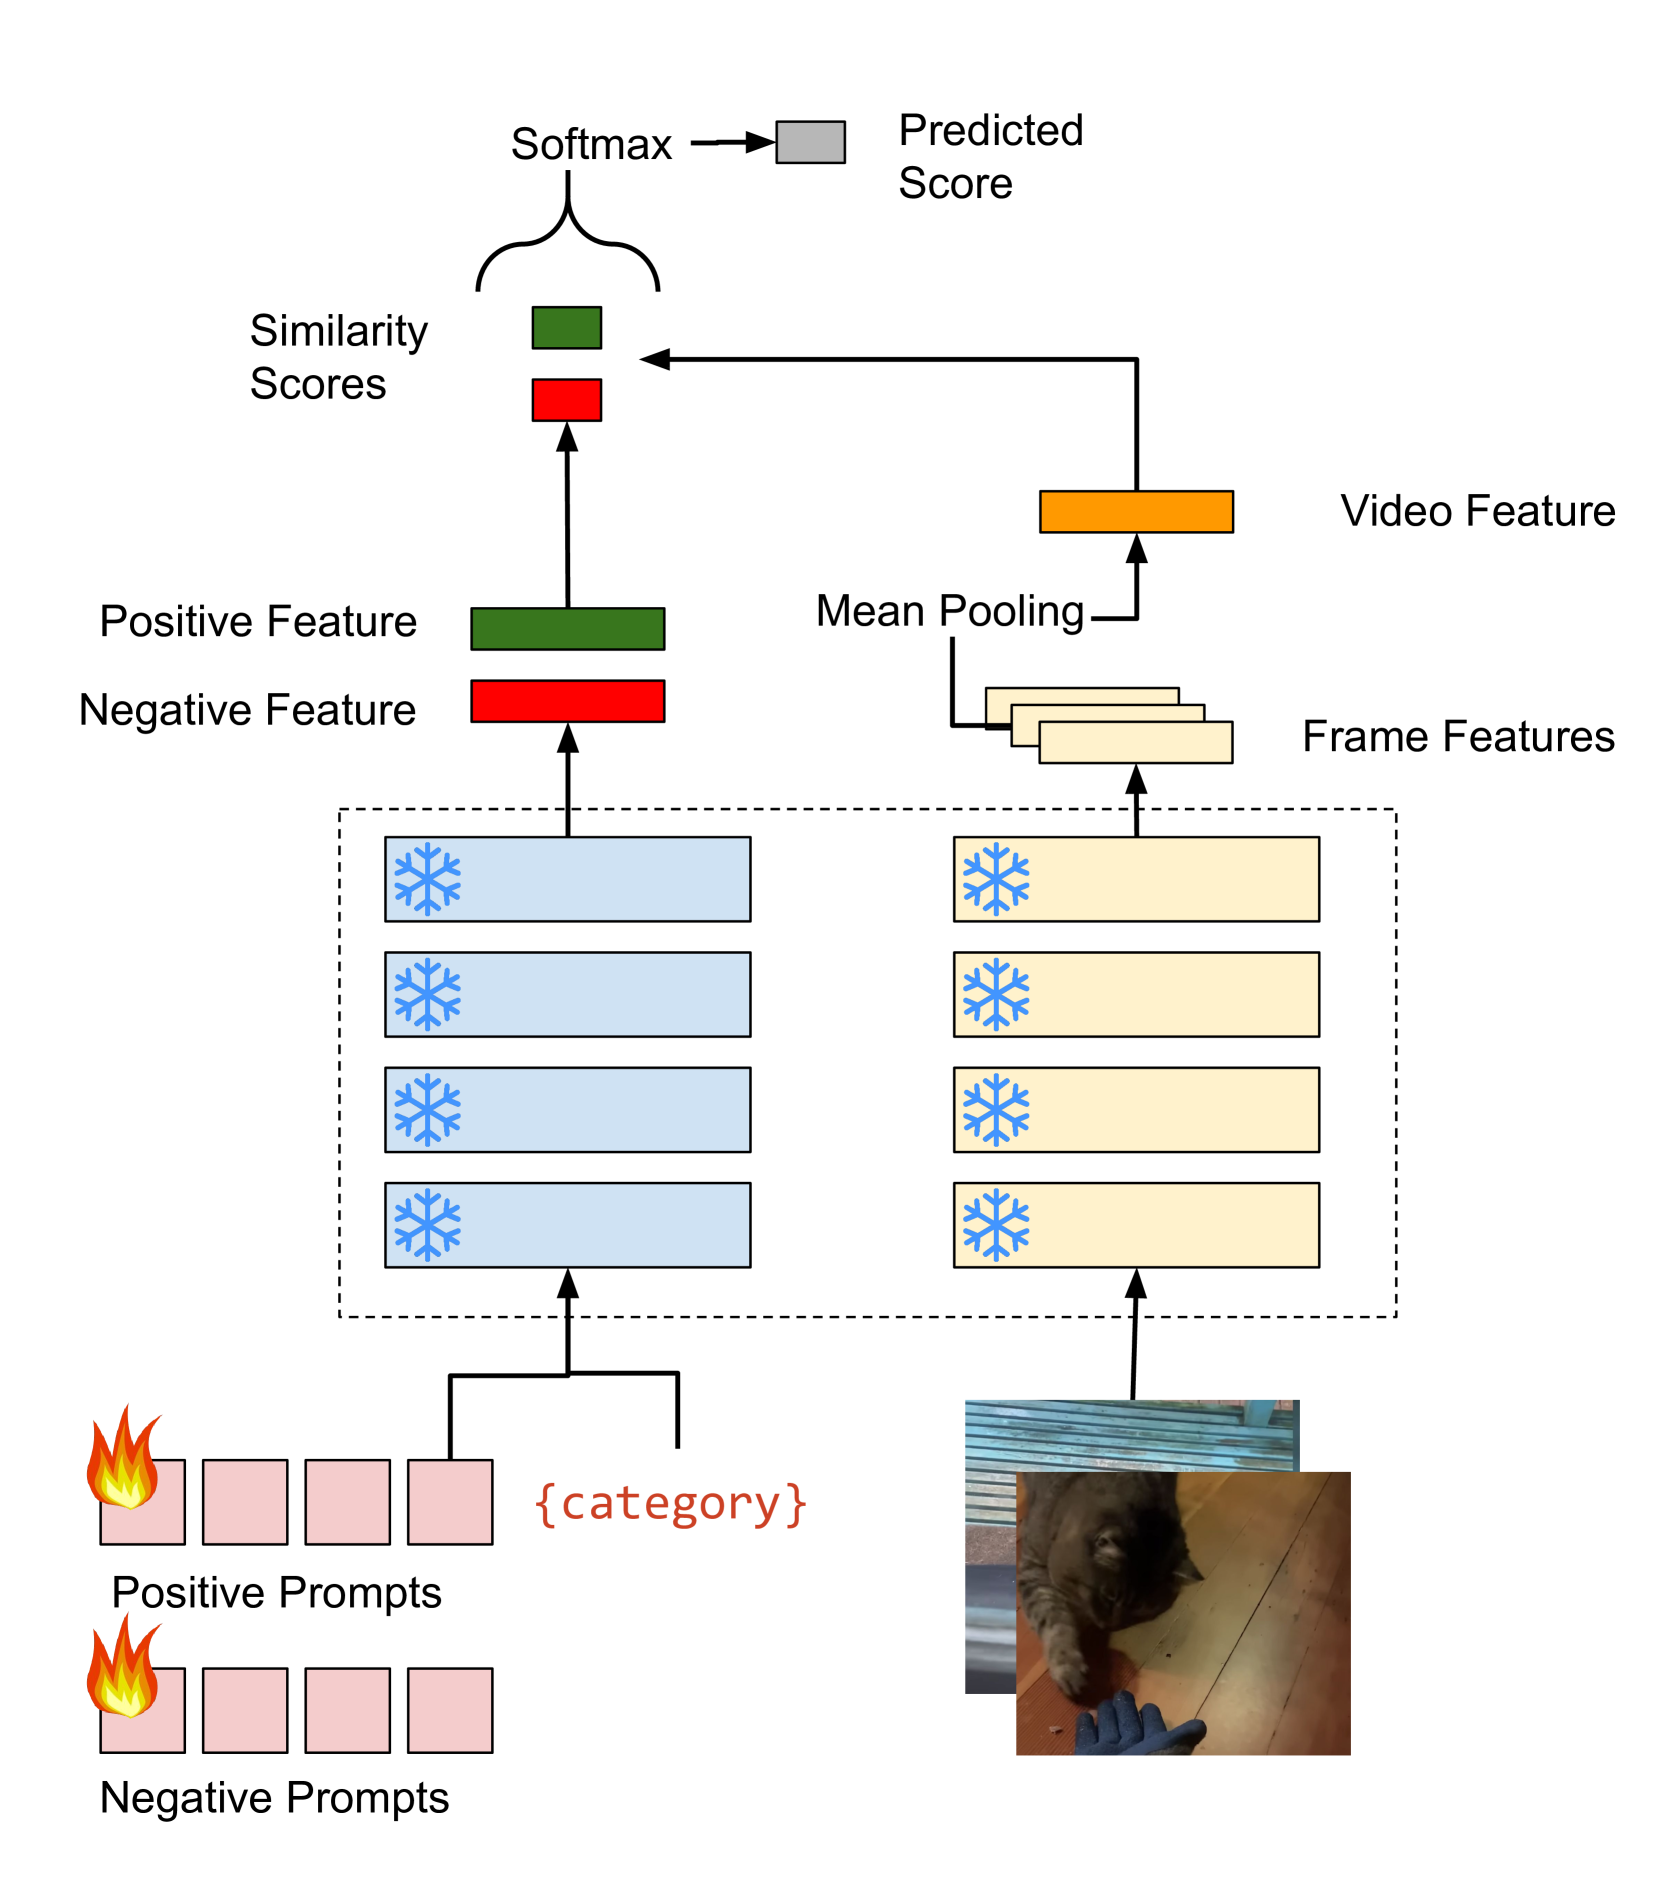 Softmax
Predicted
Score
Similarity
Scores
Video Feature
Positive Feature
Mean Pooling
Negative Feature
Frame Features
{category}
Positive Prompts
Negative Prompts